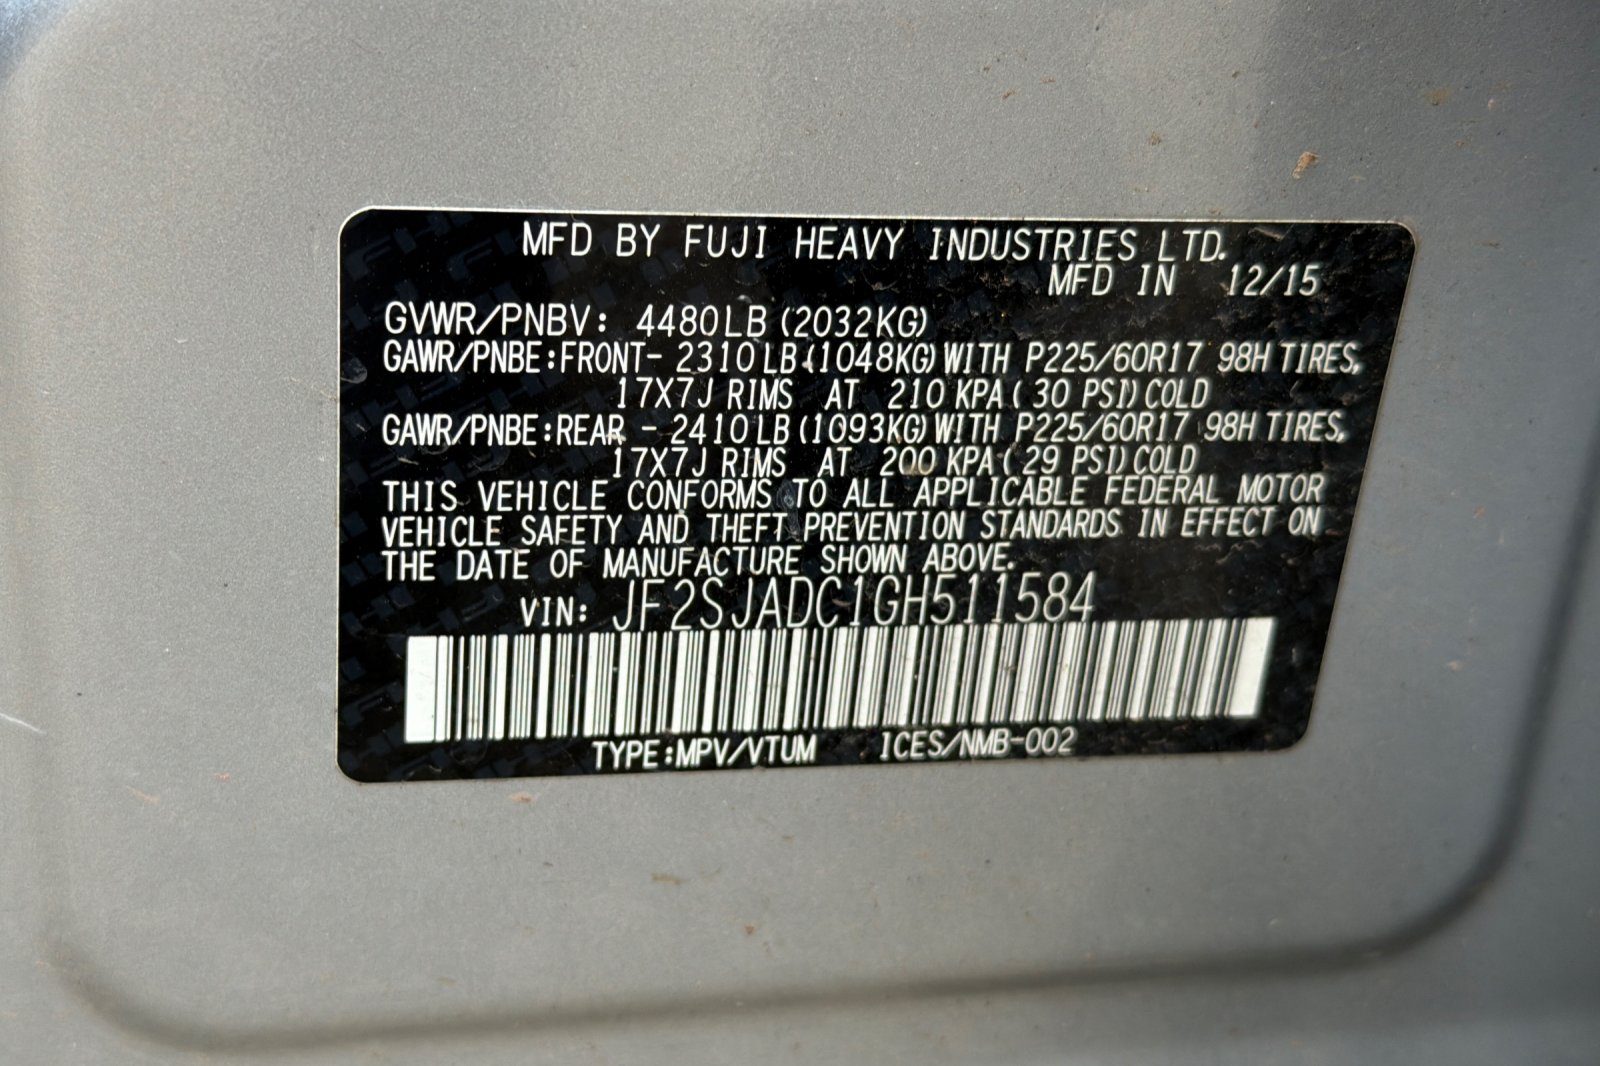 MFD BY FUJI HEAVY INDUSTRIES LTD.
MFD IN 12/15
GVWR/PNBV: 4480LB(2032KG)
GAWR/PNBE:FRONT- 2310LB(1048KG)WITH P225/60R17 98H TIRES,
17X7J RIMS AT 210 KPA(30 PSI)COLD
GAWR/PNBE:REAR - 2410LB(1093KG)WITH P225/60R17 98H TIRES,
17X7J RIMS AT 200 KPA(29 PSI)COLD
THIS VEHICLE CONFORMS TO ALL APPLICABLE FEDERAL MOTOR
VEHICLE SAFETY AND THEFT PREVENTION STANDARDS IN EFFECT ON
THE DATE OF MANUFACTURE SHOWN ABOVE.
VIN: JF2SJADC1GH511584
TYPE:MPV/VTUM ICES/NMB-002